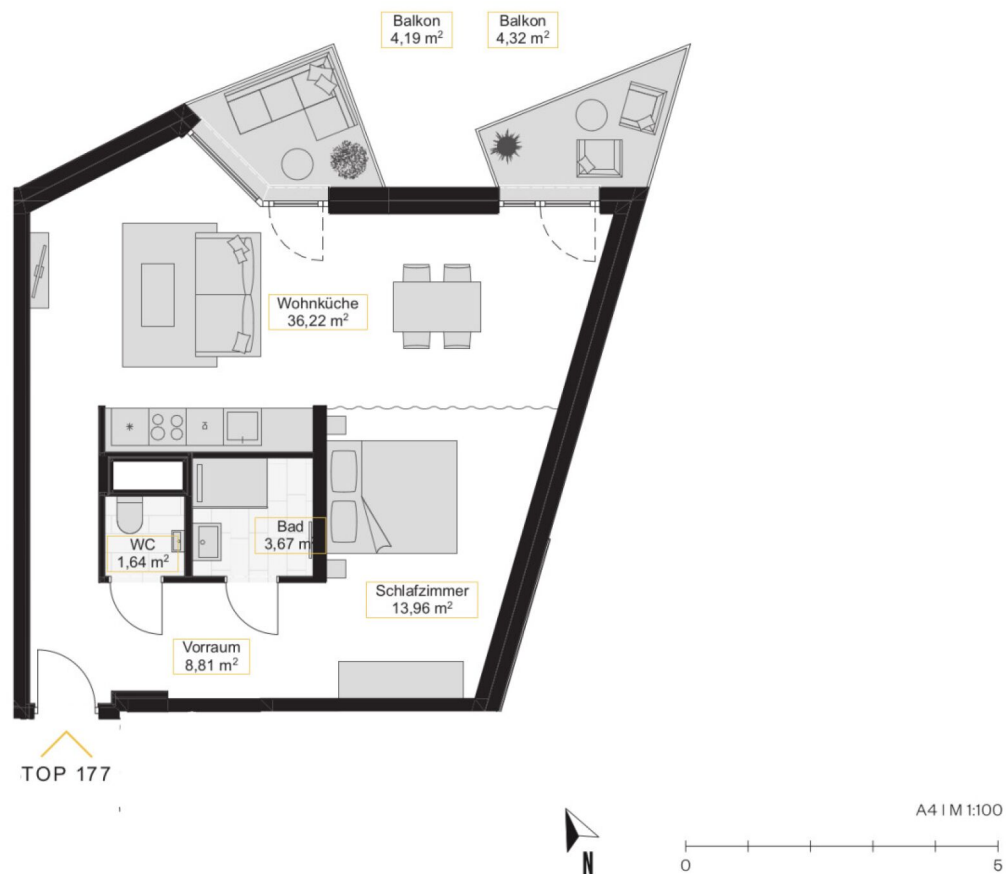 Balkon
4,19 m²
Balkon
4,32 m²
Wohnküche
36,22 m²
Bad
3,67 m²
WC
1,64 m²
Schlafzimmer
13,96 m²
Vorraum
8,81 m²
TOP 177
A4 I M 1:100
N
0
5